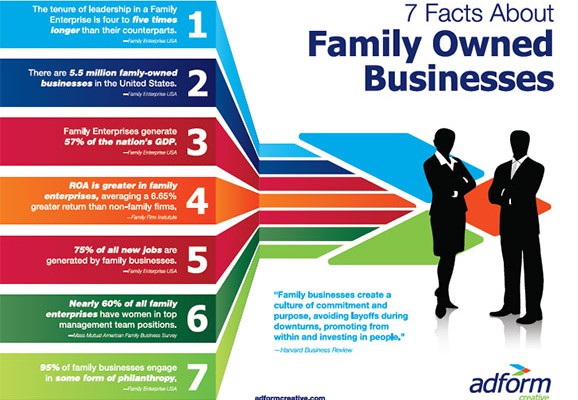 7 Facts About
Family Owned
Businesses
The tenure of leadership in a Family
Enterprise is four to five times
longer than their counterparts.
—Family Enterprise USA
1
There are 5.5 million famly-owned
businesses in the United States.
—Family Enterprise USA
2
Family Enterprises generate
57% of the nation's GDP.
—Family Enterprise USA
3
ROA is greater in family
enterprises, averaging a 6.65%
greater return than non-family firms,
—Family Firm Institute
4
75% of all new jobs are
generated by family businesses.
—Family Enterprise USA
5
Nearly 60% of all family
enterprises have women in top
management team positions.
—Mass Mutual American Family Business Survey
6
95% of family businesses engage
in some form of philanthropy,
—Family Enterprise USA
7
"Family businesses create a
culture of commitment and
purpose, avoiding layoffs during
downturns, promoting from
within and investing in people,"
—Harvard Business Review
adformcreative.com
adform
creative